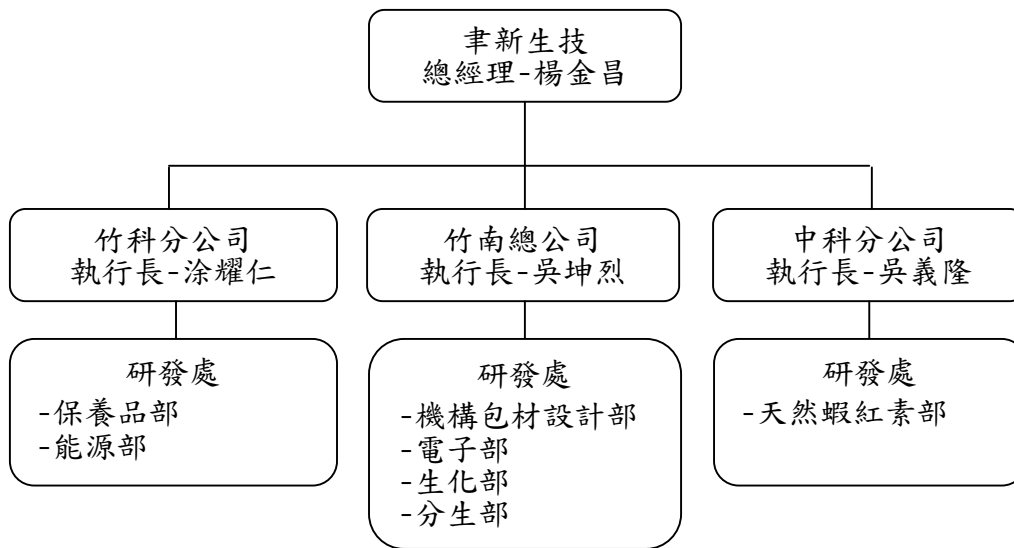 聿新生技
總經理-楊金昌
竹科分公司
執行長-涂耀仁
竹南總公司
執行長-吳坤烈
中科分公司
執行長-吳義隆
研發處
-保養品部
-能源部
研發處
-機構包材設計部
-電子部
-生化部
-分生部
研發處
-天然蝦紅素部